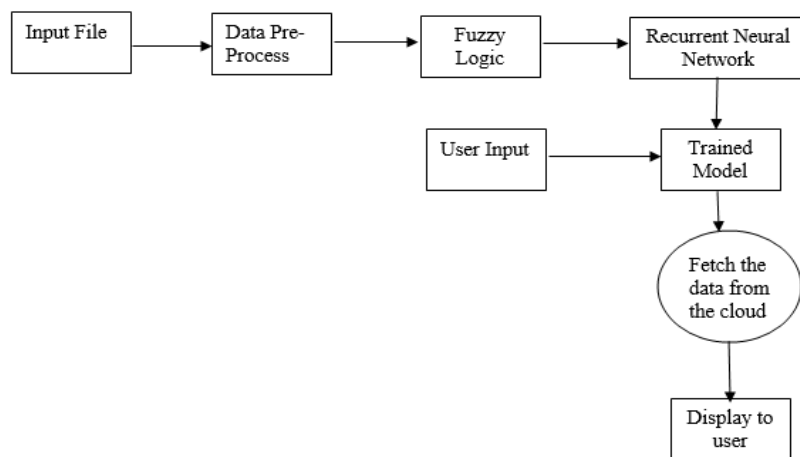 Input File
Data Pre-
Process
Fuzzy
Logic
Recurrent Neural
Network
User Input
Trained
Model
Fetch the
data from
the cloud
Display to
user